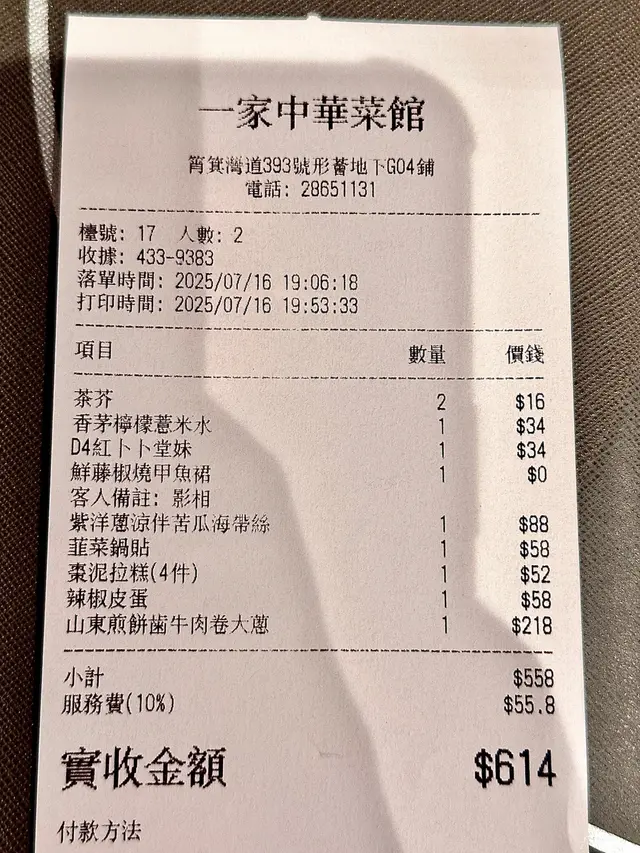 一家中華菜館
筲箕灣道393號形薈地下G04鋪
電話: 28651131
檯號: 17 人數: 2
收據: 433-9383
落單時間: 2025/07/16 19:06:18
打印時間: 2025/07/16 19:53:33
項目 數量 價錢
茶芥 2 $16
香茅檸檬薏米水 1 $34
D4紅卜卜堂妹 1 $34
鮮藤椒燒甲魚裙 1 $0
客人備註: 影相
紫洋蔥涼伴苦瓜海帶絲 1 $88
韮菜鍋貼 1 $58
棗泥拉糕(4件) 1 $52
辣椒皮蛋 1 $58
山東煎餅鹵牛肉卷大蔥 1 $218
小計 $558
服務費(10%) $55.8
實收金額 $614
付款方法